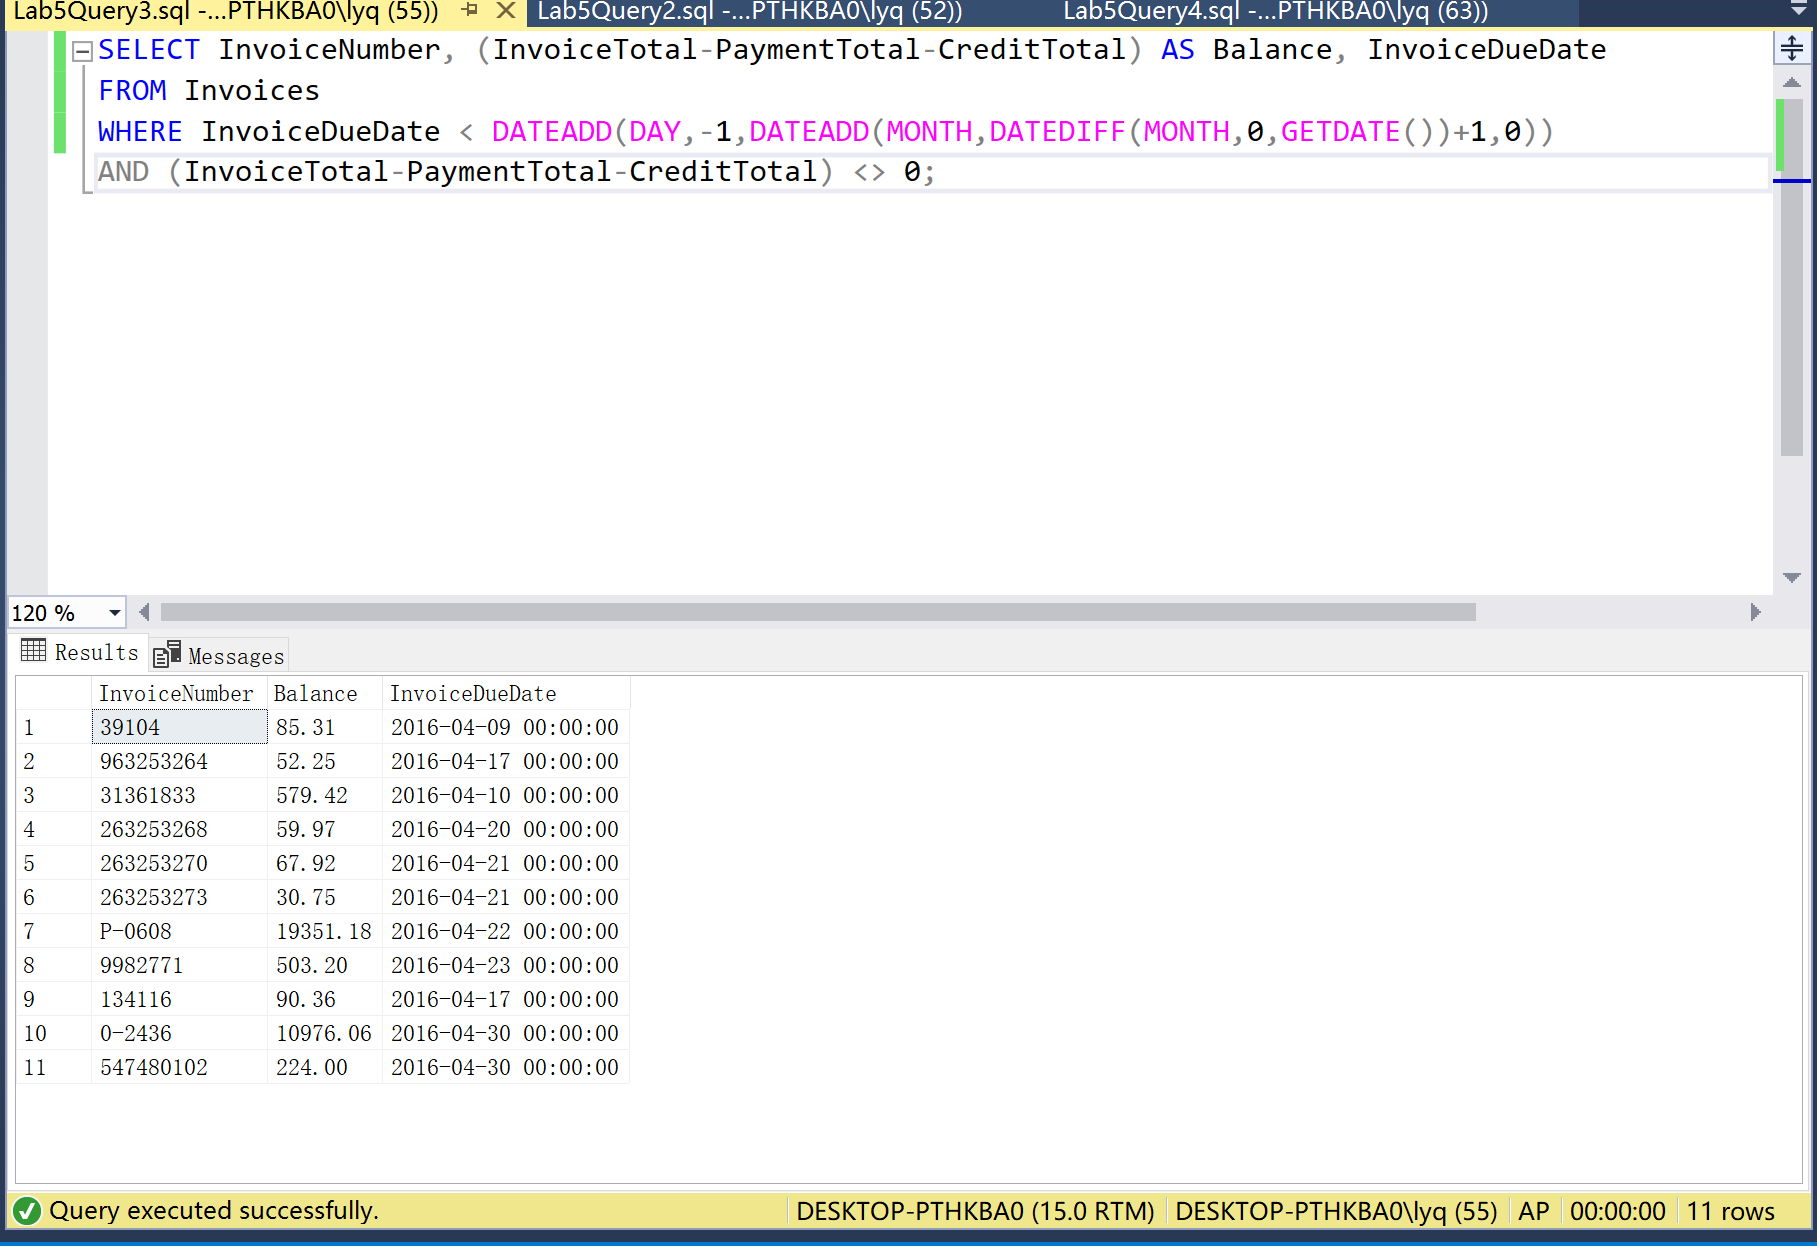 Lab5Query3.sql -...PTHKBA0\lyq (55)) Lab5Query2.sql -...PTHKBA0\lyq (52)) Lab5Query4.sql -...PTHKBA0\lyq (63))
SELECT InvoiceNumber, (InvoiceTotal-PaymentTotal-CreditTotal) AS Balance, InvoiceDueDate
FROM Invoices
WHERE InvoiceDueDate < DATEADD(DAY,-1,DATEADD(MONTH,DATEDIFF(MONTH,0,GETDATE())+1,0))
AND (InvoiceTotal-PaymentTotal-CreditTotal) <> 0;
120 %
Results Messages
InvoiceNumber Balance InvoiceDueDate
1 39104 85.31 2016-04-09 00:00:00
2 963253264 52.25 2016-04-17 00:00:00
3 31361833 579.42 2016-04-10 00:00:00
4 263253268 59.97 2016-04-20 00:00:00
5 263253270 67.92 2016-04-21 00:00:00
6 263253273 30.75 2016-04-21 00:00:00
7 P-0608 19351.18 2016-04-22 00:00:00
8 9982771 503.20 2016-04-23 00:00:00
9 134116 90.36 2016-04-17 00:00:00
10 0-2436 10976.06 2016-04-30 00:00:00
11 547480102 224.00 2016-04-30 00:00:00
Query executed successfully. DESKTOP-PTHKBA0 (15.0 RTM) DESKTOP-PTHKBA0\lyq (55) AP 00:00:00 11 rows